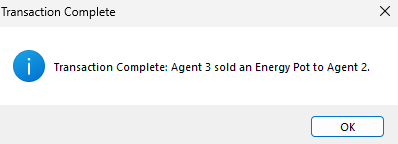 Transaction Complete
Transaction Complete: Agent 3 sold an Energy Pot to Agent 2.
OK